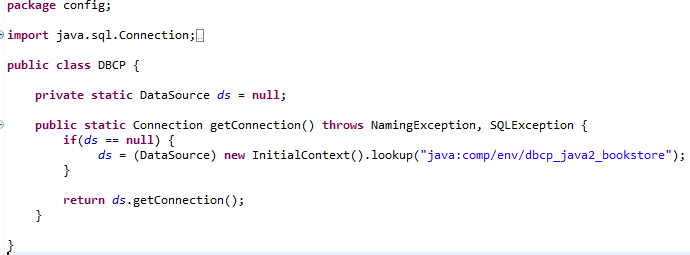 package config;
import java.sql.Connection;
public class DBCP {
private static DataSource ds = null;
public static Connection getConnection() throws NamingException, SQLException {
if(ds == null) {
ds = (DataSource) new InitialContext().lookup("java:comp/env/dbcp_java2_bookstore");
}
return ds.getConnection();
}
}